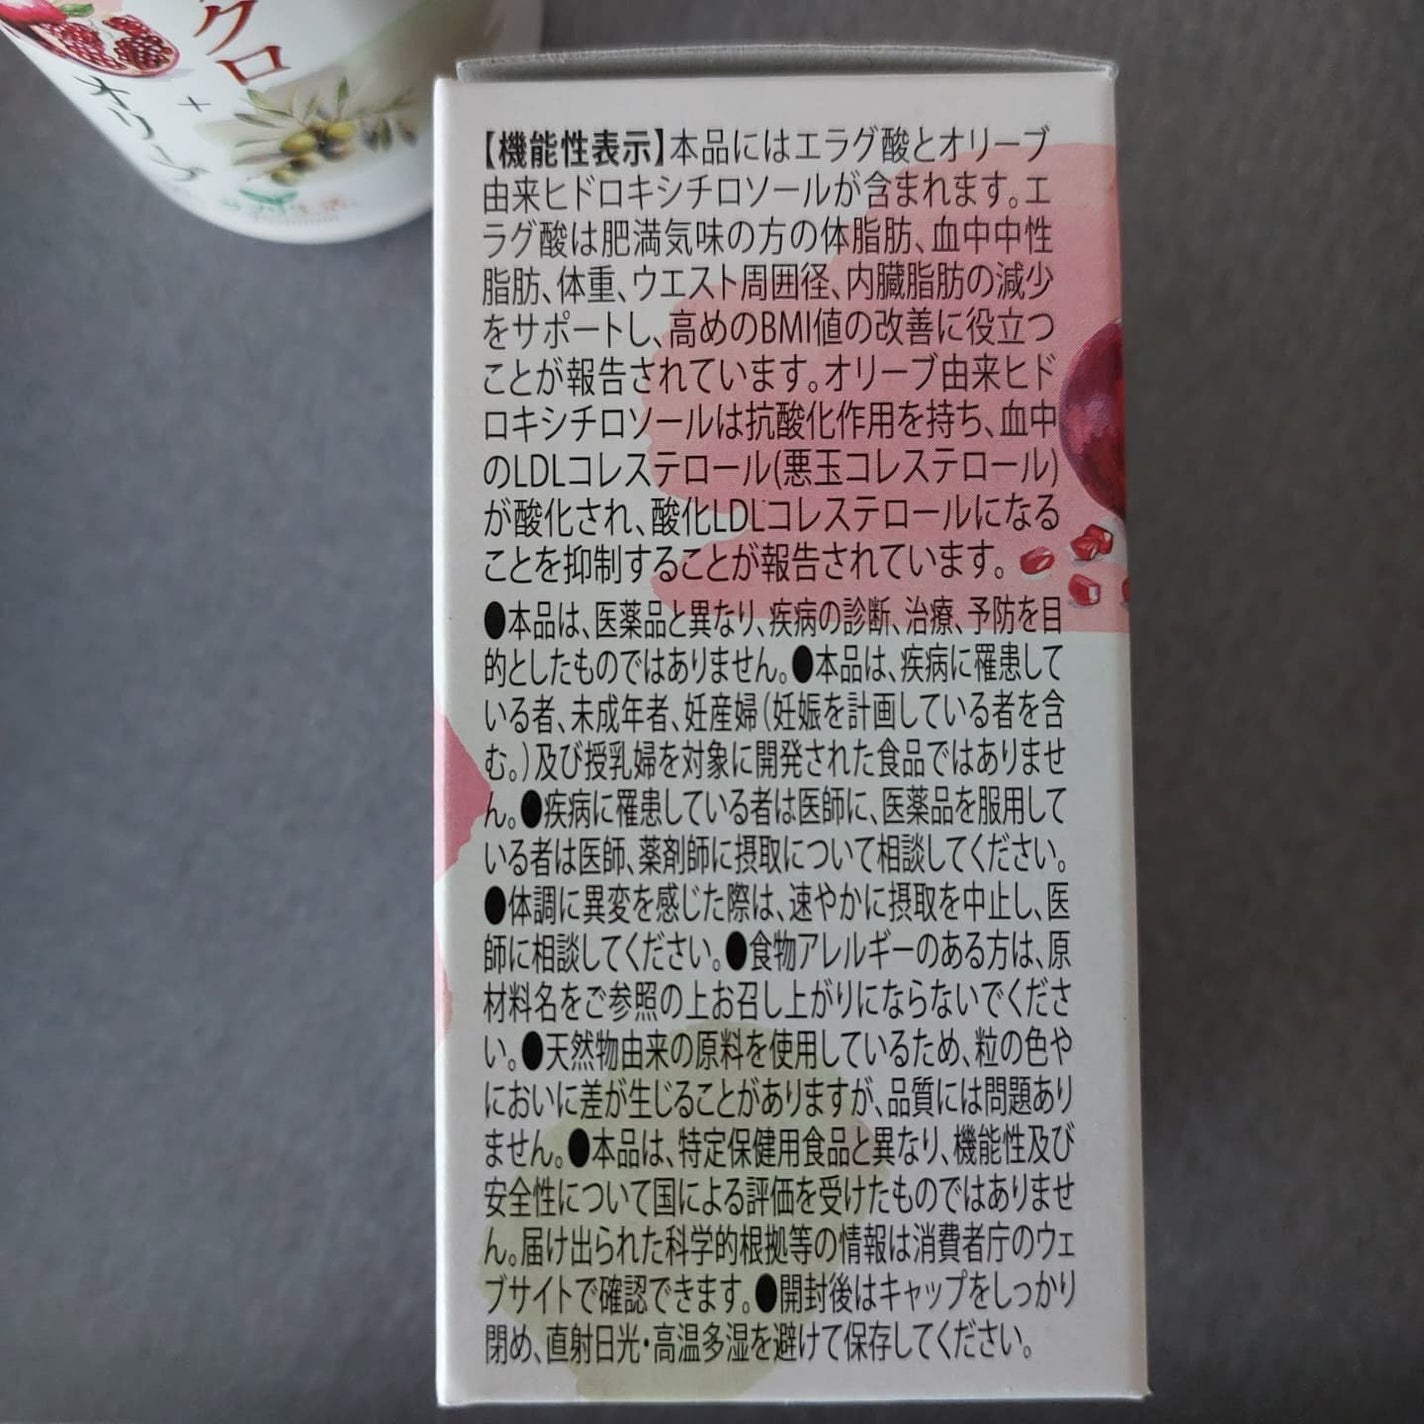 クロ
+
オリーブ
【機能性表示】本品にはエラグ酸とオリーブ
由来ヒドロキシチロソールが含まれます。エ
ラグ酸は肥満気味の方の体脂肪、血中中性
脂肪、体重、ウエスト周囲径、内臓脂肪の減少
をサポートし、高めのBMI値の改善に役立つ
ことが報告されています。オリーブ由来ヒド
ロキシチロソールは抗酸化作用を持ち、血中
のLDLコレステロール(悪玉コレステロール)
が酸化され、酸化LDLコレステロールになる
ことを抑制することが報告されています。
●本品は、医薬品と異なり、疾病の診断、治療、予防を目
的としたものではありません。●本品は、疾病に罹患して
いる者、未成年者、妊産婦(妊娠を計画している者を含
む。)及び授乳婦を対象に開発された食品ではありませ
ん。●疾病に罹患している者は医師に、医薬品を服用して
いる者は医師、薬剤師に摂取について相談してください。
●体調に異変を感じた際は、速やかに摂取を中止し、医
師に相談してください。●食物アレルギーのある方は、原
材料名をご参照の上お召し上がりにならないでくださ
い。●天然物由来の原料を使用しているため、粒の色や
においに差が生じることがありますが、品質には問題あり
ません。●本品は、特定保健用食品と異なり、機能性及び
安全性について国による評価を受けたものではありませ
ん。届け出られた科学的根拠等の情報は消費者庁のウェ
ブサイトで確認できます。●開封後はキャップをしっかり
閉め、直射日光・高温多湿を避けて保存してください。